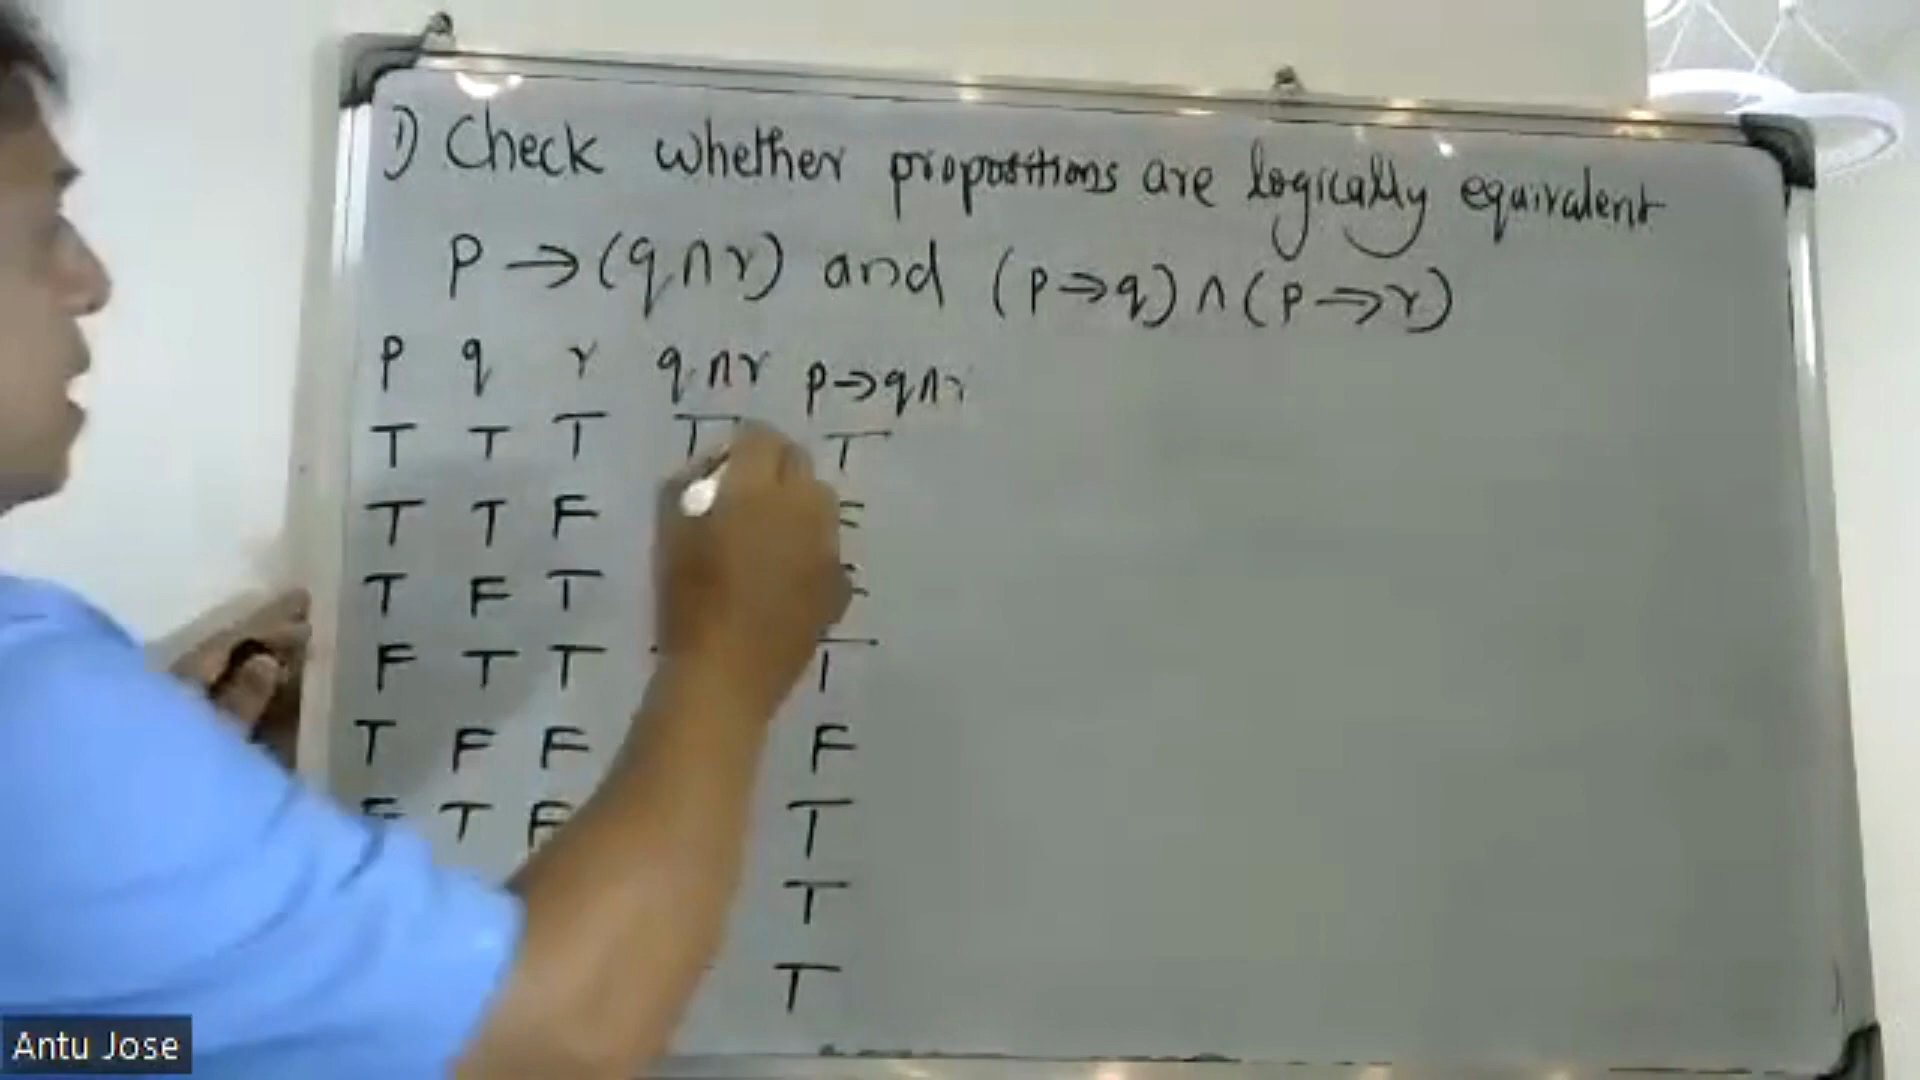 1) Check whether propositions are logically equivalent
p → (q ∧ r) and (p → q) ∧ (p → r)
p q r q ∧ r p → q ∧ r
T T T T T
T T F F
T F T F
F T T T
T F F F
F T F T
T
T
Antu Jose